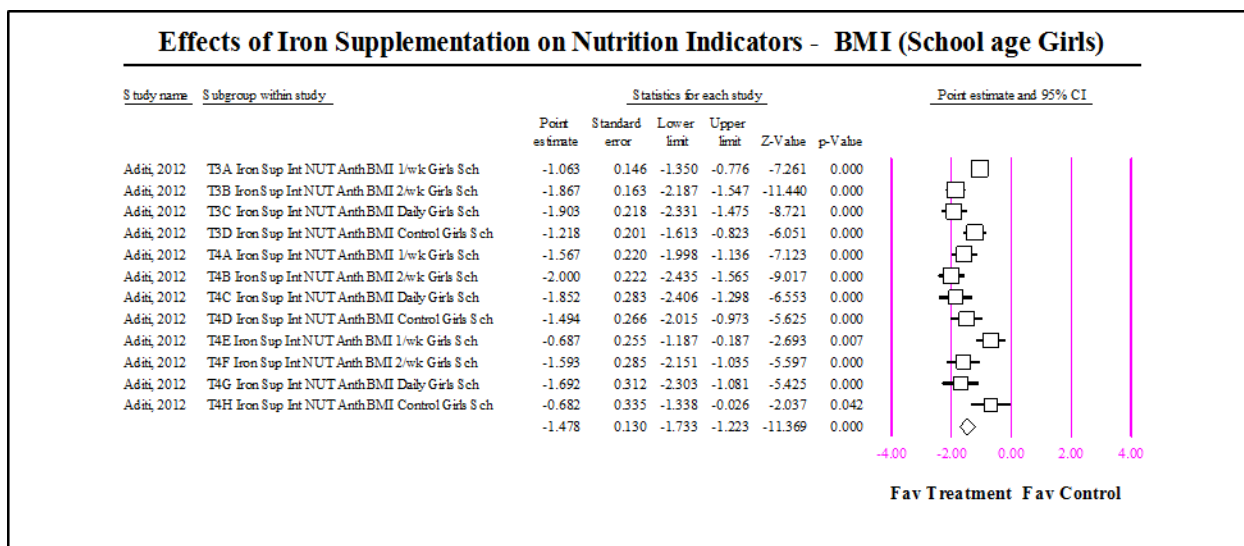 Effects of Iron Supplementation on Nutrition Indicators - BMI (School age Girls)
Study name Subgroup within study Statistics for each study Point estimate and 95% CI
Point Standard Lower Upper
estimate error limit limit Z-Value p-Value
Aditi, 2012 T3A Iron Sup Int NUT Anth BMI 1/wk Girls Sch -1.063 0.146 -1.350 -0.776 -7.261 0.000
Aditi, 2012 T3B Iron Sup Int NUT Anth BMI 2/wk Girls Sch -1.867 0.163 -2.187 -1.547 -11.440 0.000
Aditi, 2012 T3C Iron Sup Int NUT Anth BMI Daily Girls Sch -1.903 0.218 -2.331 -1.475 -8.721 0.000
Aditi, 2012 T3D Iron Sup Int NUT Anth BMI Control Girls Sch -1.218 0.201 -1.613 -0.823 -6.051 0.000
Aditi, 2012 T4A Iron Sup Int NUT Anth BMI 1/wk Girls Sch -1.567 0.220 -1.998 -1.136 -7.123 0.000
Aditi, 2012 T4B Iron Sup Int NUT Anth BMI 2/wk Girls Sch -2.000 0.222 -2.435 -1.565 -9.017 0.000
Aditi, 2012 T4C Iron Sup Int NUT Anth BMI Daily Girls Sch -1.852 0.283 -2.406 -1.298 -6.553 0.000
Aditi, 2012 T4D Iron Sup Int NUT Anth BMI Control Girls Sch -1.494 0.266 -2.015 -0.973 -5.625 0.000
Aditi, 2012 T4E Iron Sup Int NUT Anth BMI 1/wk Girls Sch -0.687 0.255 -1.187 -0.187 -2.693 0.007
Aditi, 2012 T4F Iron Sup Int NUT Anth BMI 2/wk Girls Sch -1.593 0.285 -2.151 -1.035 -5.597 0.000
Aditi, 2012 T4G Iron Sup Int NUT Anth BMI Daily Girls Sch -1.692 0.312 -2.303 -1.081 -5.425 0.000
Aditi, 2012 T4H Iron Sup Int NUT Anth BMI Control Girls Sch -0.682 0.335 -1.338 -0.026 -2.037 0.042
-1.478 0.130 -1.733 -1.223 -11.369 0.000
-4.00 -2.00 0.00 2.00 4.00
Fav Treatment Fav Control